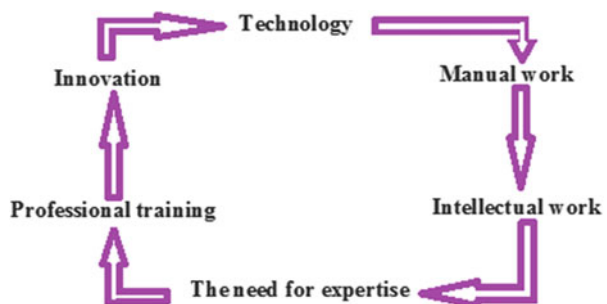 Technology
Innovation
Manual work
Professional training
Intellectual work
The need for expertise